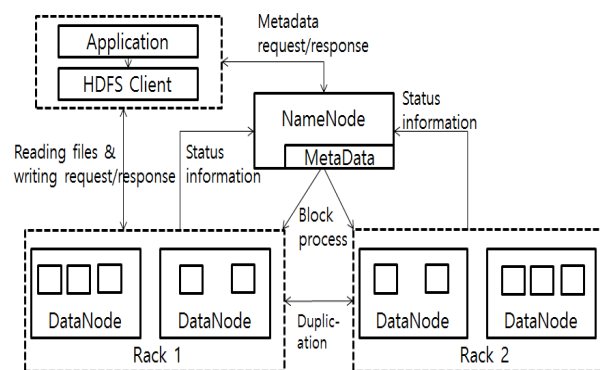 Application
HDFS Client
Metadata
request/response
NameNode
MetaData
Status
information
Reading files &
writing request/response
Status
information
Block
process
DataNode
DataNode
Rack 1
Duplic-
ation
DataNode
DataNode
Rack 2